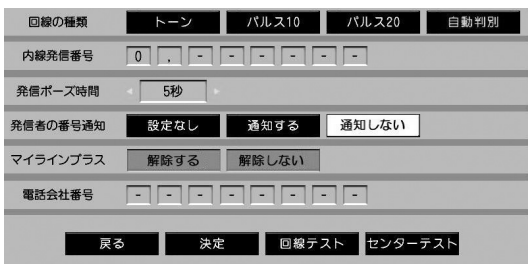 回線の種類 トーン パルス10 パルス20 自動判別
内線発信番号 0 , - - - - - -
発信ポーズ時間 5秒
発信者の番号通知 設定なし 通知する 通知しない
マイラインプラス 解除する 解除しない
電話会社番号 - - - - - - - -
戻る 決定 回線テスト センターテスト